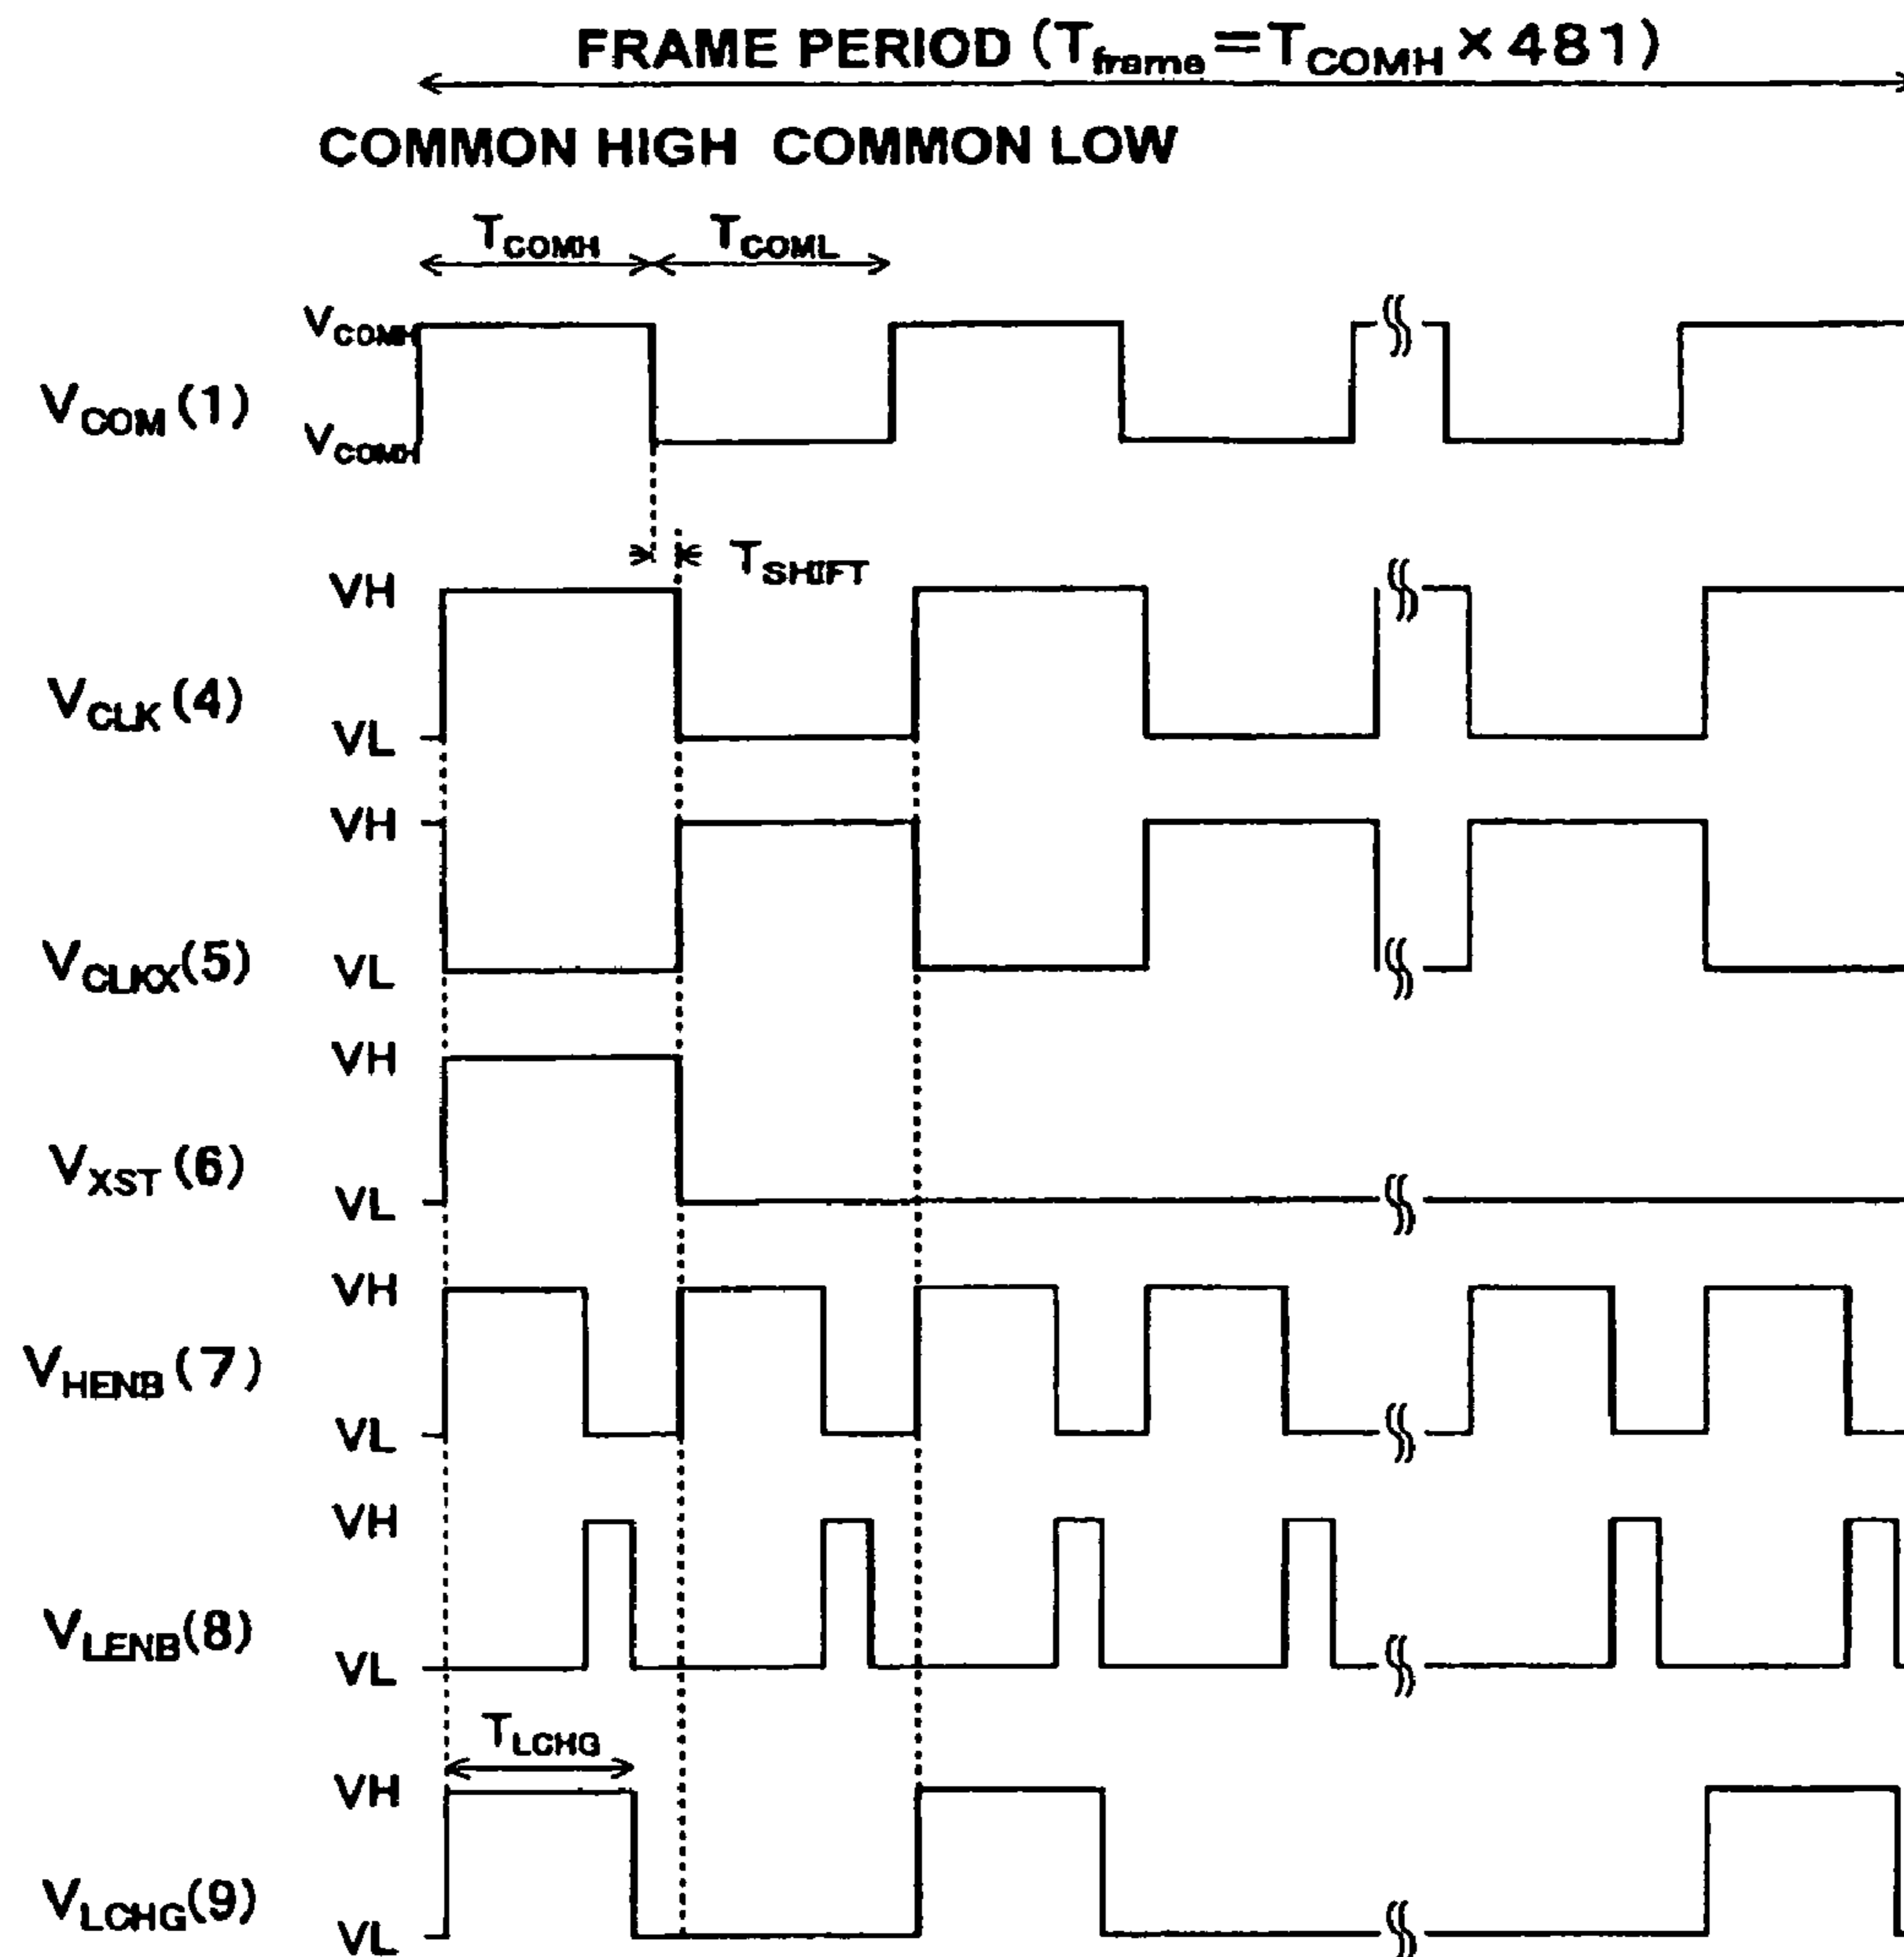 FRAME PERIOD (Tframe=TCOMH×481)
COMMON HIGH COMMON LOW
TCOMH TCOML
VCOMH
VCOM(1)
VCOMH
TSHIFT
VH
VCLK(4)
VL
VH
VCLKX(5)
VL
VH
VXST(6)
VL
VH
VHENB(7)
VL
VH
VLENB(8)
VL
TLCHG
VH
VLCHG(9)
VL